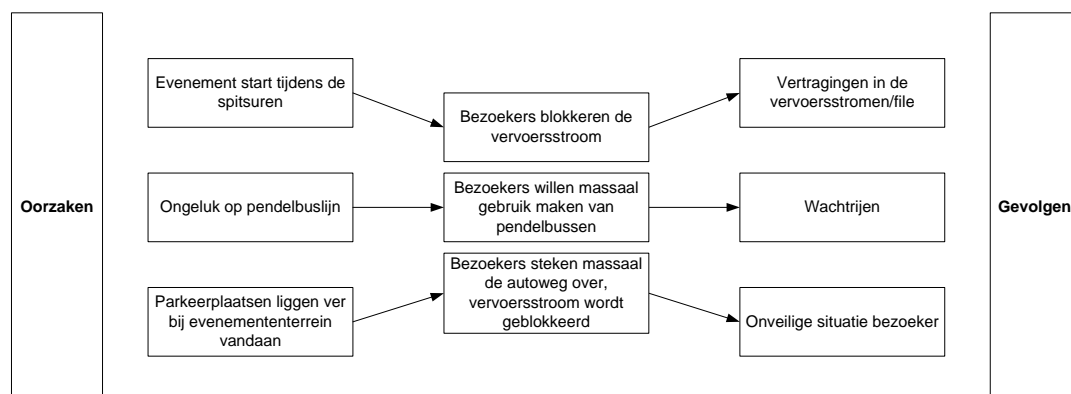 Oorzaken
Evenement start tijdens de
spitsuren
Bezoekers blokkeren de
vervoersstroom
Vertragingen in de
vervoersstromen/file
Ongeluk op pendelbuslijn
Bezoekers willen massaal
gebruik maken van
pendelbussen
Wachtrijen
Parkeerplaatsen liggen ver
bij evenemententerrein
vandaan
Bezoekers steken massaal
de autoweg over,
vervoersstroom wordt
geblokkeerd
Onveilige situatie bezoeker
Gevolgen